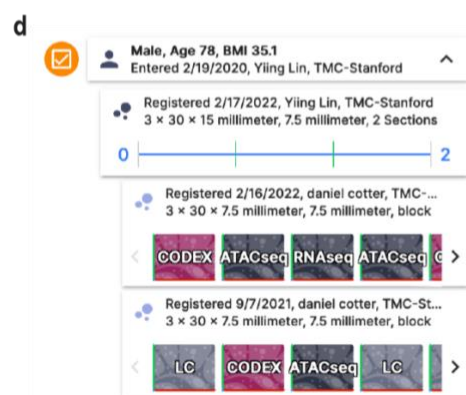 d
Male, Age 78, BMI 35.1
Entered 2/19/2020, Yiing Lin, TMC-Stanford
Registered 2/17/2022, Yiing Lin, TMC-Stanford
3 × 30 × 15 millimeter, 7.5 millimeter, 2 Sections
0 2
Registered 2/16/2022, daniel cotter, TMC-...
3 × 30 × 7.5 millimeter, 7.5 millimeter, block
CODEX ATACseq RNAseq ATACseq
Registered 9/7/2021, daniel cotter, TMC-St...
3 × 30 × 7.5 millimeter, 7.5 millimeter, block
LC CODEX ATACseq LC